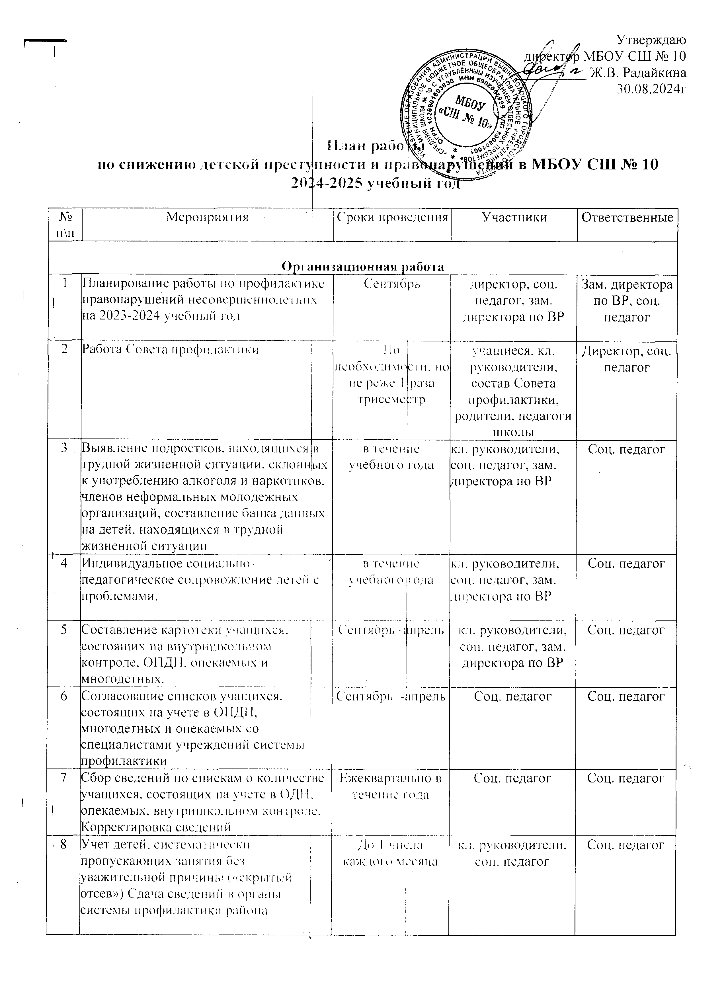 Утверждаю
директор МБОУ СШ № 10
Ж.В. Радайкина
30.08.2024г
УПРАВЛЕНИЕ ОБРАЗОВАНИЯ АДМИНИСТРАЦИИ ВЫШНЕВОЛОЦКОГО ГОРОДСКОГО ОКРУГА
МУНИЦИПАЛЬНОЕ БЮДЖЕТНОЕ ОБЩЕОБРАЗОВАТЕЛЬНОЕ УЧРЕЖДЕНИЕ
«СРЕДНЯЯ ШКОЛА № 10 С УГЛУБЛЁННЫМ ИЗУЧЕНИЕМ ОТДЕЛЬНЫХ ПРЕДМЕТОВ»
ОГРН 1026901603838 ИНН 6908005999 КПП 690801001
МБОУ
«СШ № 10»
План работы
по снижению детской преступности и правонарушений в МБОУ СШ № 10
2024-2025 учебный год
№
п\п
Мероприятия
Сроки проведения
Участники
Ответственные
Организационная работа
1
Планирование работы по профилактике
правонарушений несовершеннолетних
на 2023-2024 учебный год
Сентябрь
директор, соц.
педагог, зам.
директора по ВР
Зам. директора
по ВР, соц.
педагог
2
Работа Совета профилактики
По
необходимости, но
не реже 1 раза
трисеместр
учащиеся, кл.
руководители,
состав Совета
профилактики,
родители, педагоги
школы
Директор, соц.
педагог
3
Выявление подростков, находящихся в
трудной жизненной ситуации, склонных
к употреблению алкоголя и наркотиков,
членов неформальных молодежных
организаций, составление банка данных
на детей, находящихся в трудной
жизненной ситуации
в течение
учебного года
кл. руководители,
соц. педагог, зам.
директора по ВР
Соц. педагог
4
Индивидуальное социально-
педагогическое сопровождение детей с
проблемами.
в течение
учебного года
кл. руководители,
соц. педагог, зам.
директора по ВР
Соц. педагог
5
Составление картотеки учащихся,
состоящих на внутришкольном
контроле, ОПДН, опекаемых и
многодетных.
Сентябрь -апрель
кл. руководители,
соц. педагог, зам.
директора по ВР
Соц. педагог
6
Согласование списков учащихся,
состоящих на учете в ОПДН,
многодетных и опекаемых со
специалистами учреждений системы
профилактики
Сентябрь -апрель
Соц. педагог
Соц. педагог
7
Сбор сведений по спискам о количестве
учащихся, состоящих на учете в ОДН,
опекаемых, внутришкольном контроле.
Корректировка сведений
Ежеквартально в
течение года
Соц. педагог
Соц. педагог
8
Учет детей, систематически
пропускающих занятия без
уважительной причины («скрытый
отсев») Сдача сведений в органы
системы профилактики района
До 1 числа
каждого месяца
кл. руководители,
соц. педагог
Соц. педагог